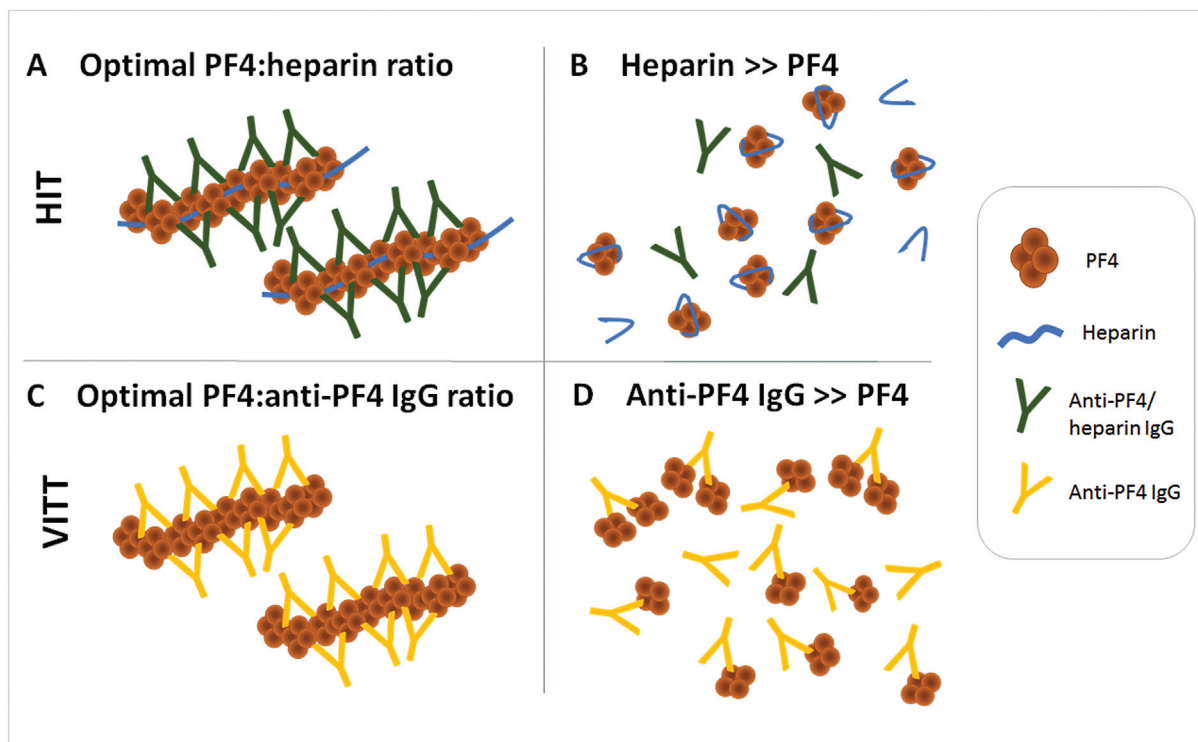 A Optimal PF4:heparin ratio
B Heparin >> PF4
HIT
C Optimal PF4:anti-PF4 IgG ratio
D Anti-PF4 IgG >> PF4
VITT
PF4
Heparin
Anti-PF4/
heparin IgG
Anti-PF4 IgG